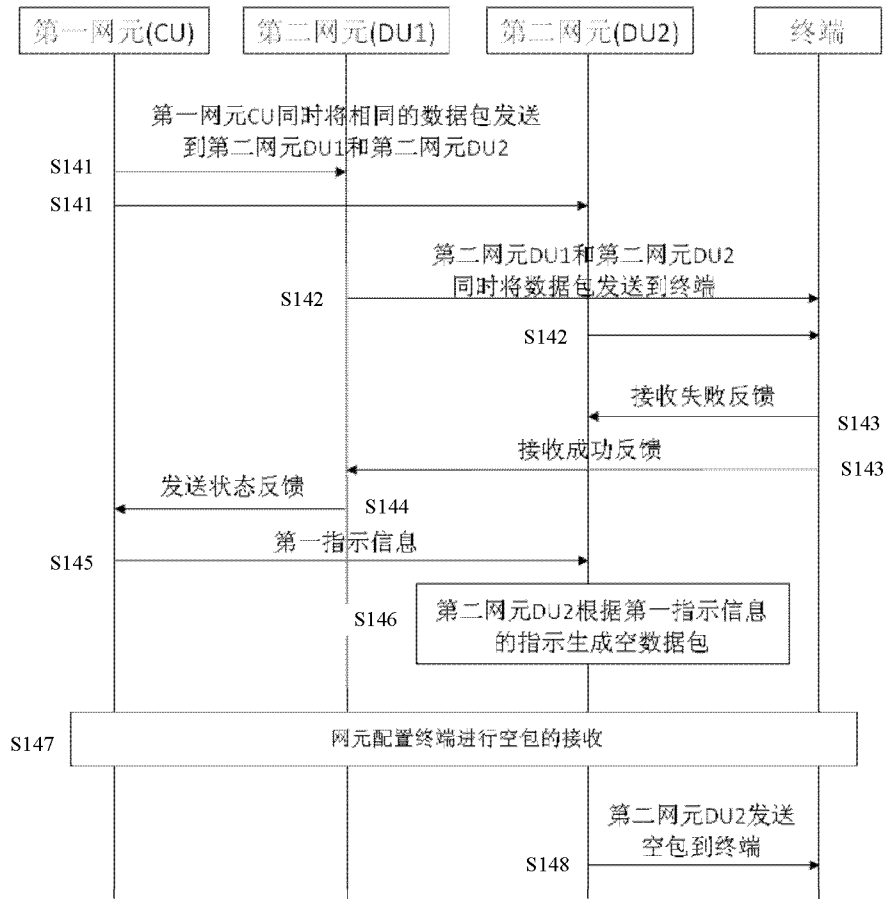 第一网元(CU)
第二网元(DU1)
第二网元(DU2)
终端
第一网元CU同时将相同的数据包发送
到第二网元DU1和第二网元DU2
S141
S141
第二网元DU1和第二网元DU2
同时将数据包发送到终端
S142
S142
接收失败反馈
S143
接收成功反馈
S143
发送状态反馈
S144
第一指示信息
S145
S146
第二网元DU2根据第一指示信息
的指示生成空数据包
S147
网元配置终端进行空包的接收
第二网元DU2发送
空包到终端
S148